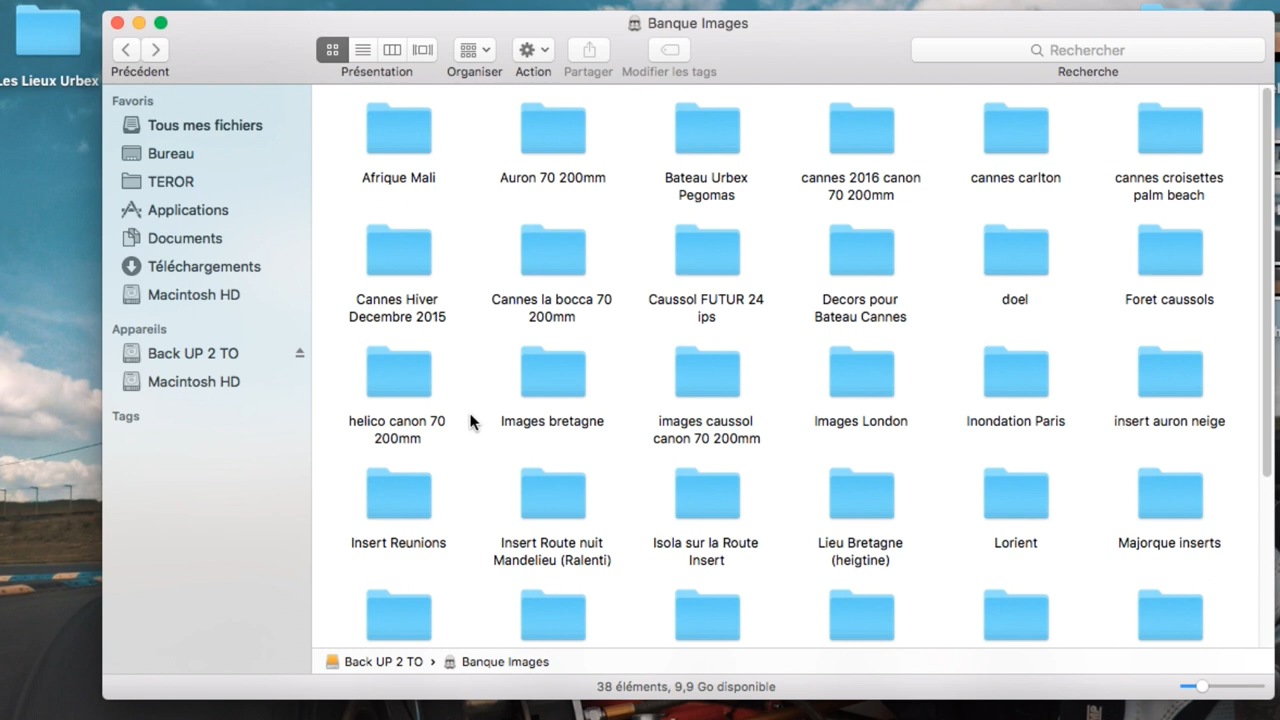 Banque Images
Précédent
Présentation
Organiser
Action
Partager
Modifier les tags
Rechercher
Recherche
Les Lieux Urbex
Favoris
Tous mes fichiers
Bureau
TEROR
Applications
Documents
Téléchargements
Macintosh HD
Appareils
Back UP 2 TO
Macintosh HD
Tags
Afrique Mali
Auron 70 200mm
Bateau Urbex
Pegomas
cannes 2016 canon
70 200mm
cannes carlton
cannes croisettes
palm beach
Cannes Hiver
Decembre 2015
Cannes la bocca 70
200mm
Caussol FUTUR 24
ips
Decors pour
Bateau Cannes
doel
Foret caussols
helico canon 70
200mm
Images bretagne
images caussol
canon 70 200mm
Images London
Inondation Paris
insert auron neige
Insert Reunions
Insert Route nuit
Mandelieu (Ralenti)
Isola sur la Route
Insert
Lieu Bretagne
(heigtine)
Lorient
Majorque inserts
Back UP 2 TO › Banque Images
38 éléments, 9,9 Go disponible